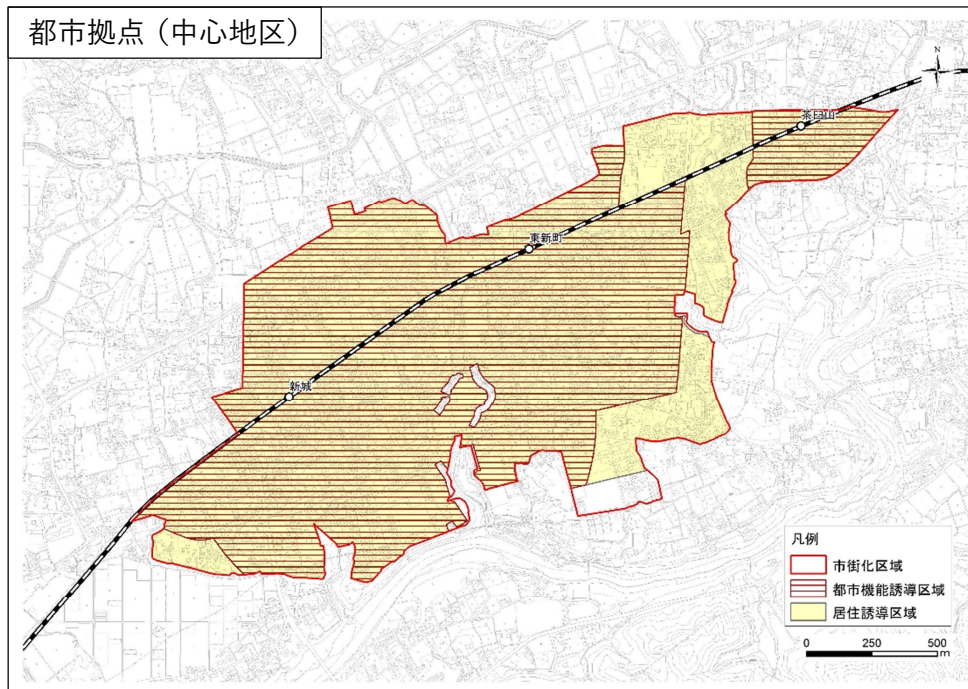 都市拠点（中心地区）
N
茶臼山
東新町
新城
凡例
市街化区域
都市機能誘導区域
居住誘導区域
0 250 500
m